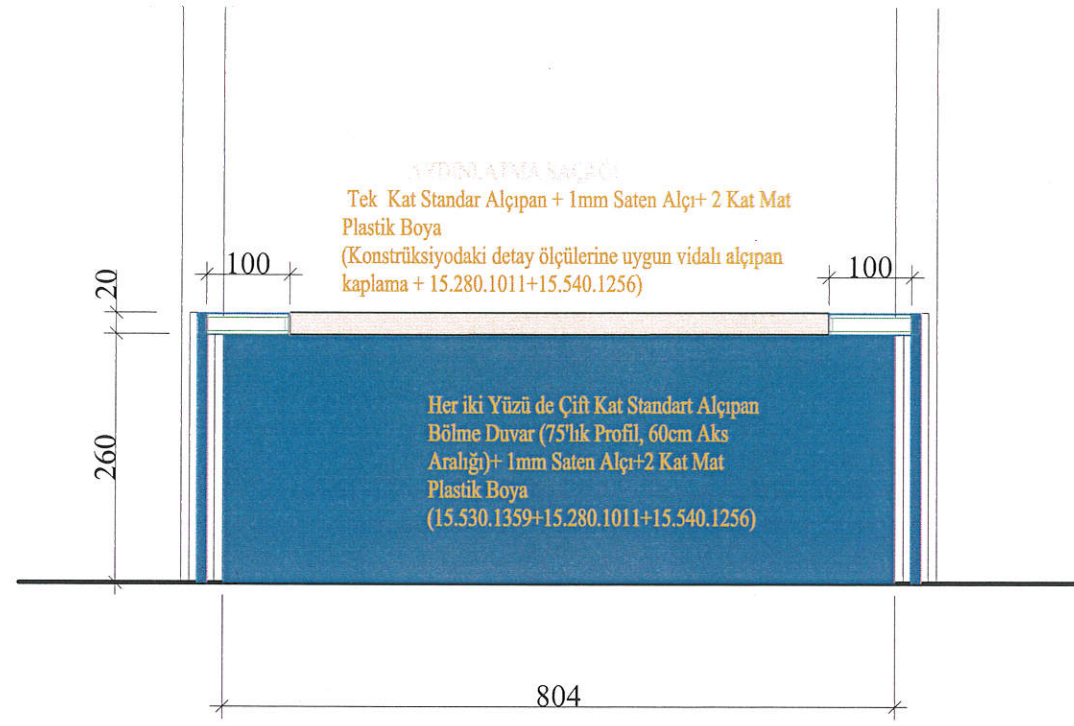 AYDINLATMA SAÇAĞI
Tek Kat Standar Alçıpan + 1mm Saten Alçı+ 2 Kat Mat
Plastik Boya
(Konstrüksiyodaki detay ölçülerine uygun vidalı alçıpan
kaplama + 15.280.1011+15.540.1256)
100
100
20
260
Her iki Yüzü de Çift Kat Standart Alçıpan
Bölme Duvar (75'lık Profil, 60cm Aks
Aralığı)+ 1mm Saten Alçı+2 Kat Mat
Plastik Boya
(15.530.1359+15.280.1011+15.540.1256)
804